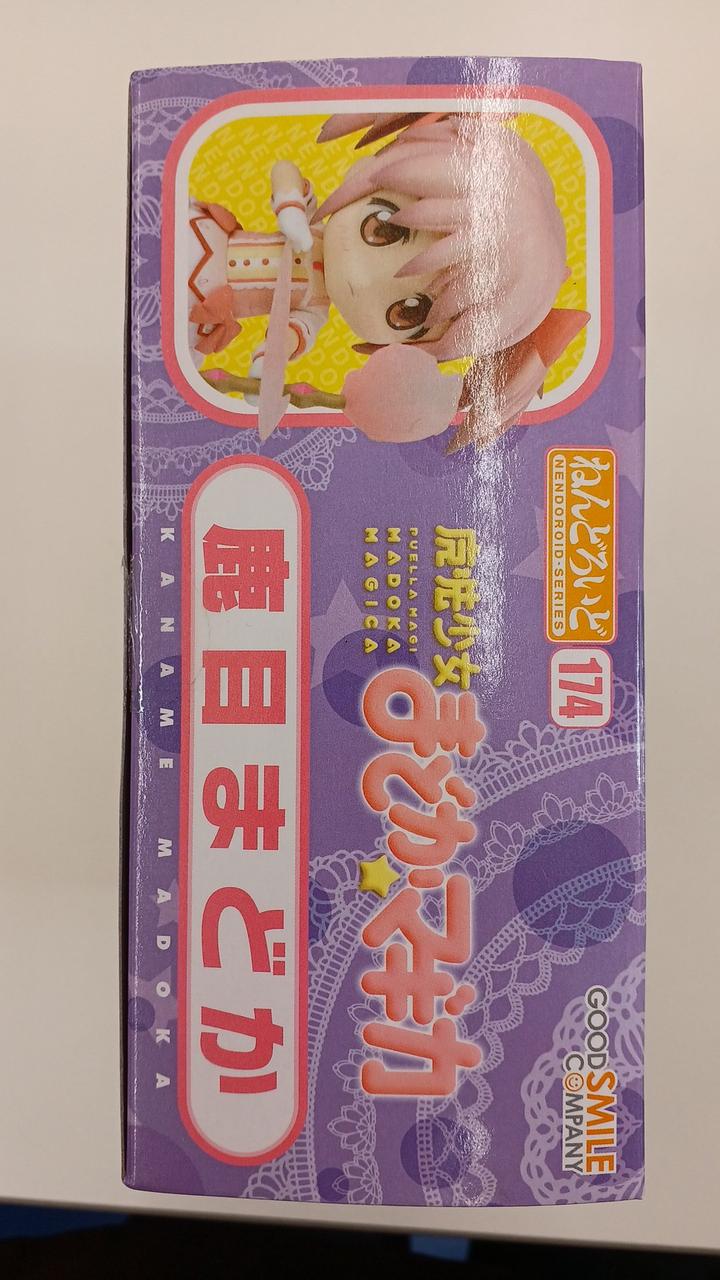 ねんどろいど
NENDOROID-SERIES
174
GOOD SMILE
COMPANY
魔法少女
PUELLA MAGI
MADOKA
MAGICA
まどか★マギカ
鹿目まどか
KANAME MADOKA